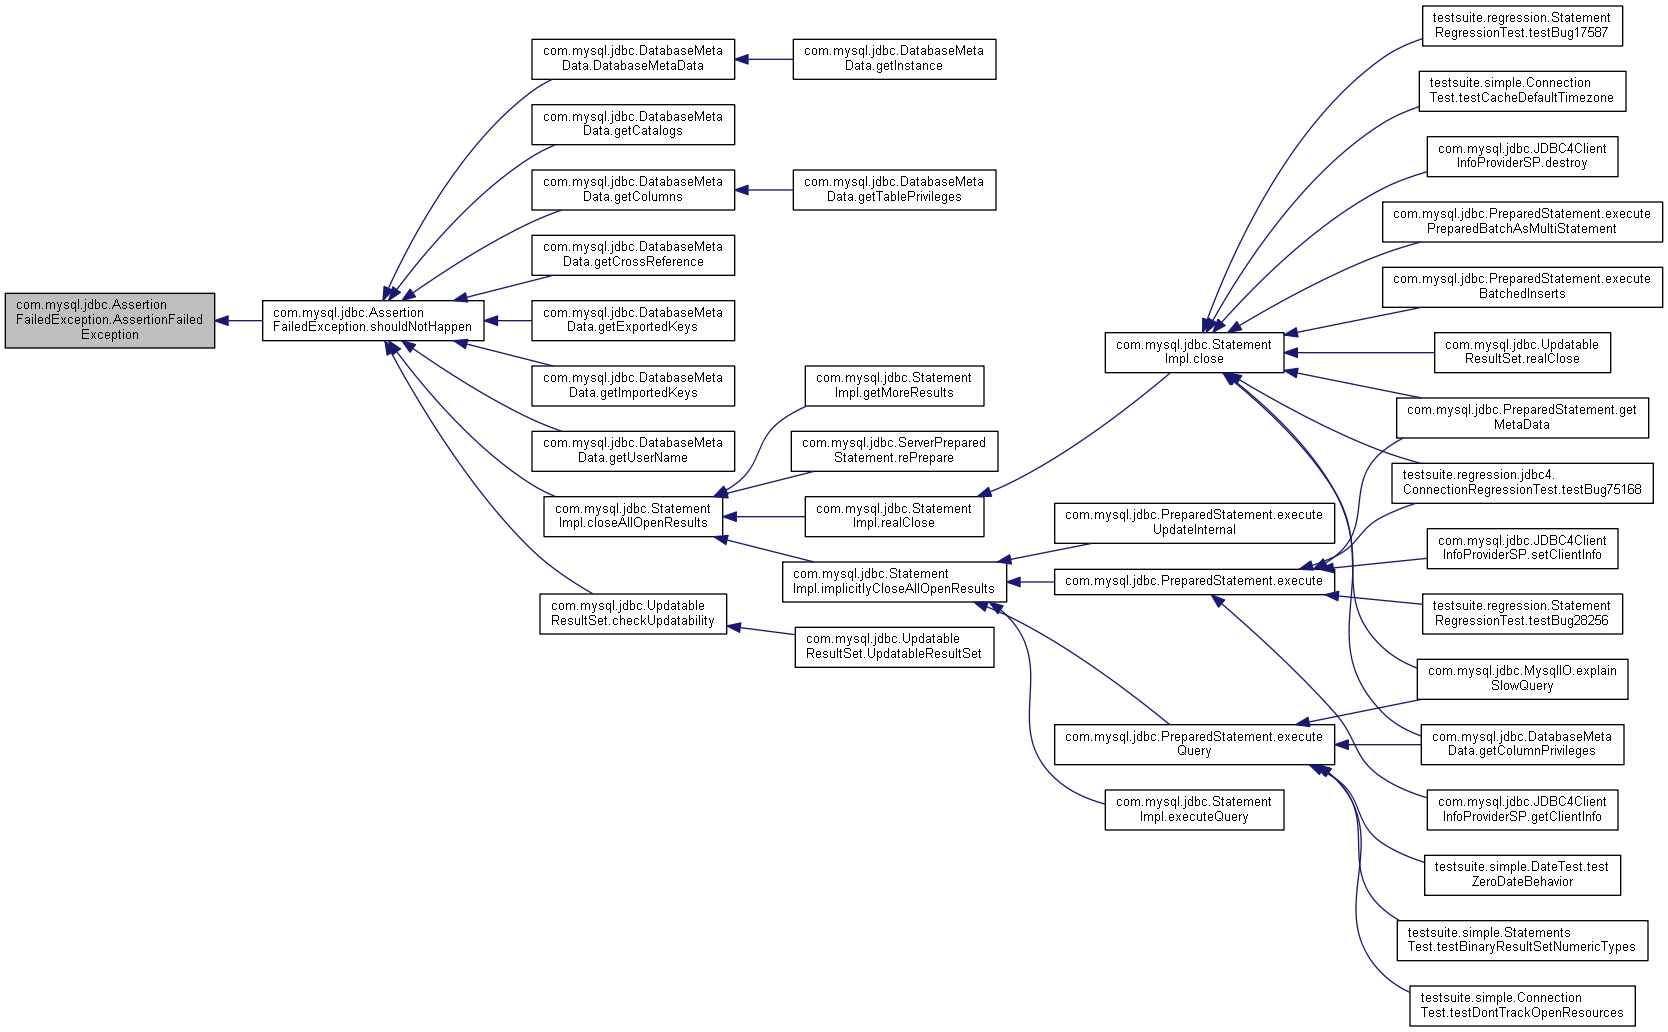 com.mysql.jdbc.Assertion
FailedException.AssertionFailed
Exception
com.mysql.jdbc.Assertion
FailedException.shouldNotHappen
com.mysql.jdbc.DatabaseMeta
Data.DatabaseMetaData
com.mysql.jdbc.DatabaseMeta
Data.getCatalogs
com.mysql.jdbc.DatabaseMeta
Data.getColumns
com.mysql.jdbc.DatabaseMeta
Data.getCrossReference
com.mysql.jdbc.DatabaseMeta
Data.getExportedKeys
com.mysql.jdbc.DatabaseMeta
Data.getImportedKeys
com.mysql.jdbc.DatabaseMeta
Data.getUserName
com.mysql.jdbc.Statement
Impl.closeAllOpenResults
com.mysql.jdbc.Updatable
ResultSet.checkUpdatability
com.mysql.jdbc.DatabaseMeta
Data.getInstance
com.mysql.jdbc.DatabaseMeta
Data.getTablePrivileges
com.mysql.jdbc.Statement
Impl.getMoreResults
com.mysql.jdbc.ServerPrepared
Statement.rePrepare
com.mysql.jdbc.Statement
Impl.realClose
com.mysql.jdbc.Statement
Impl.implicitlyCloseAllOpenResults
com.mysql.jdbc.Updatable
ResultSet.UpdatableResultSet
com.mysql.jdbc.Statement
Impl.close
com.mysql.jdbc.PreparedStatement.execute
UpdateInternal
com.mysql.jdbc.PreparedStatement.execute
com.mysql.jdbc.PreparedStatement.execute
Query
com.mysql.jdbc.Statement
Impl.executeQuery
testsuite.regression.Statement
RegressionTest.testBug17587
testsuite.simple.Connection
Test.testCacheDefaultTimezone
com.mysql.jdbc.JDBC4Client
InfoProviderSP.destroy
com.mysql.jdbc.PreparedStatement.execute
PreparedBatchAsMultiStatement
com.mysql.jdbc.PreparedStatement.execute
BatchedInserts
com.mysql.jdbc.Updatable
ResultSet.realClose
com.mysql.jdbc.PreparedStatement.get
MetaData
testsuite.regression.jdbc4.
ConnectionRegressionTest.testBug75168
com.mysql.jdbc.JDBC4Client
InfoProviderSP.setClientInfo
testsuite.regression.Statement
RegressionTest.testBug28256
com.mysql.jdbc.MysqlIO.explain
SlowQuery
com.mysql.jdbc.DatabaseMeta
Data.getColumnPrivileges
com.mysql.jdbc.JDBC4Client
InfoProviderSP.getClientInfo
testsuite.simple.DateTest.test
ZeroDateBehavior
testsuite.simple.Statements
Test.testBinaryResultSetNumericTypes
testsuite.simple.Connection
Test.testDontTrackOpenResources